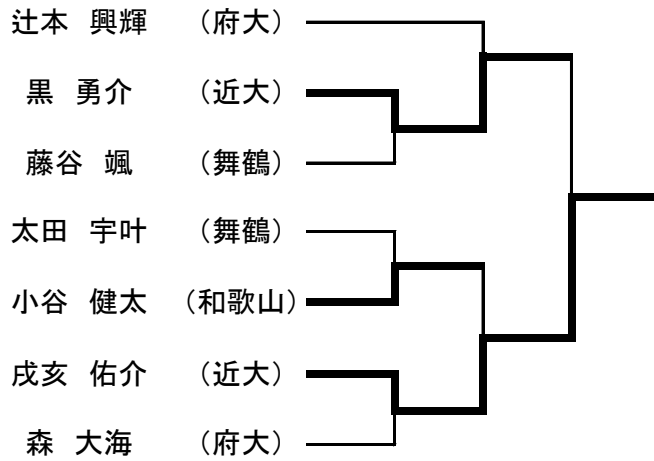 辻本 興輝 (府大)
黒 勇介 (近大)
藤谷 颯 (舞鶴)
太田 宇叶 (舞鶴)
小谷 健太 (和歌山)
戌亥 佑介 (近大)
森 大海 (府大)